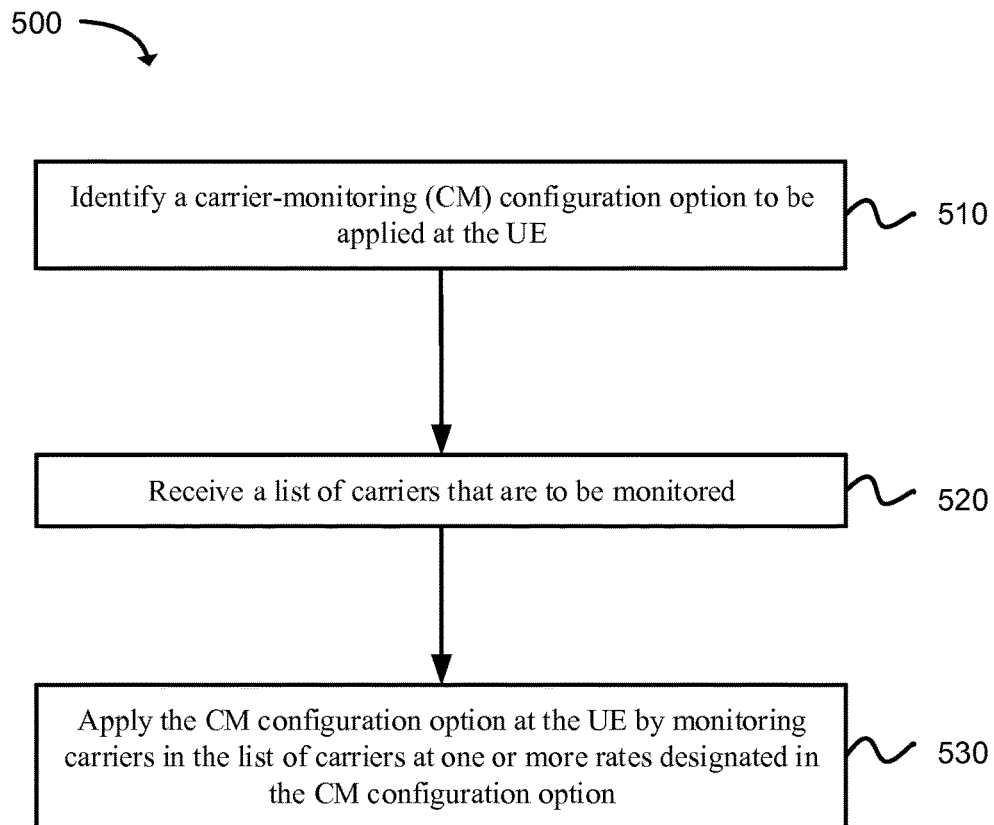 500
Identify a carrier-monitoring (CM) configuration option to be
applied at the UE
510
Receive a list of carriers that are to be monitored
520
Apply the CM configuration option at the UE by monitoring
carriers in the list of carriers at one or more rates designated in
the CM configuration option
530